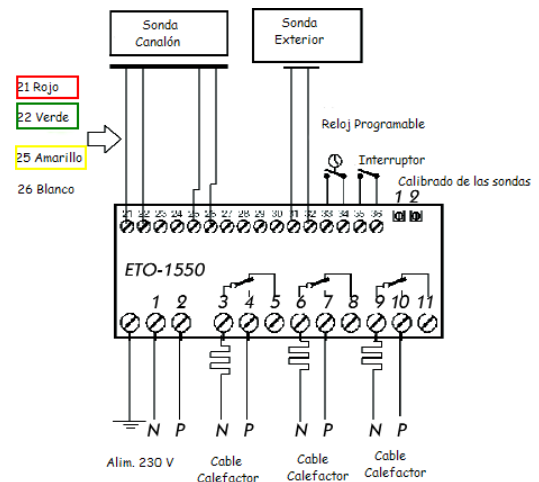 Sonda
Canalón
Sonda
Exterior
21 Rojo
22 Verde
25 Amarillo
26 Blanco
Reloj Programable
Interruptor
Calibrado de las sondas
1 2
21 22 23 24 25 26 27 28 29 30 31 32 33 34 35 36
ETO-1550
1 2 3 4 5 6 7 8 9 10 11
N P N P N P N P
Alim. 230 V
Cable
Calefactor
Cable
Calefactor
Cable
Calefactor